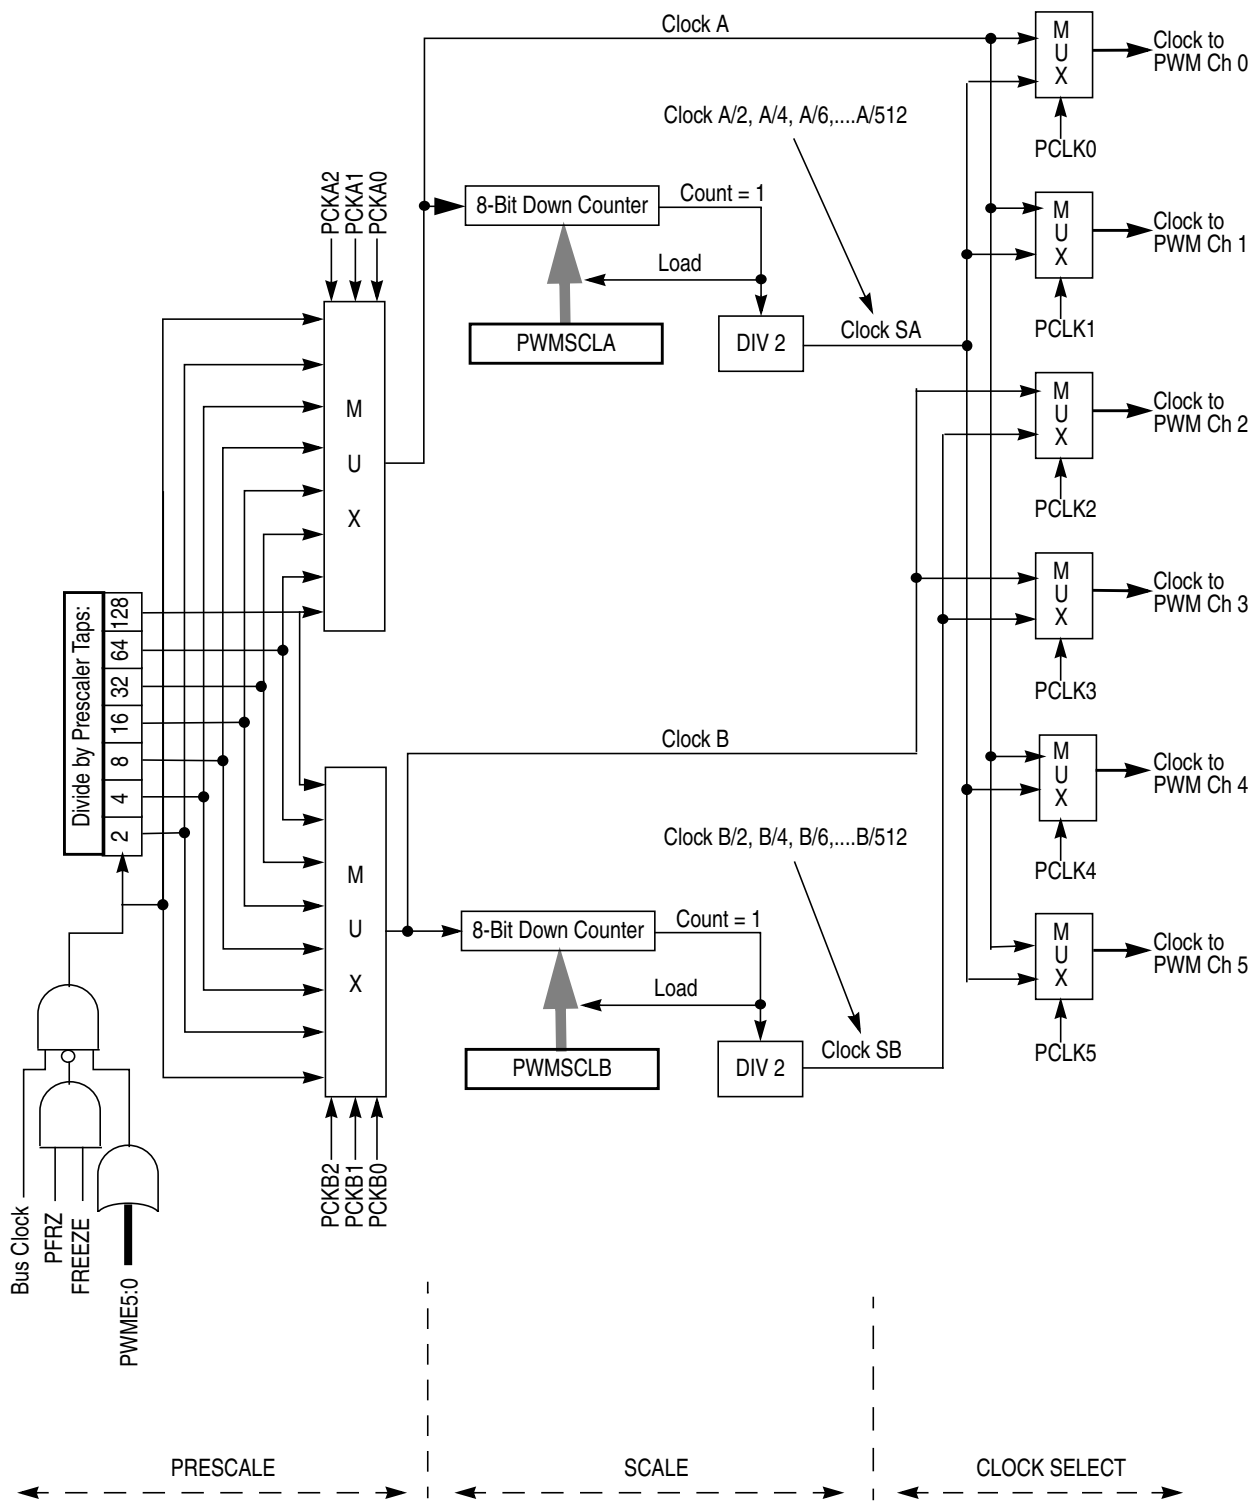 Clock A
M
U
X
Clock to
PWM Ch 0
PCLK0
Clock A/2, A/4, A/6,....A/512
PCKA2
PCKA1
PCKA0
8-Bit Down Counter
Count = 1
M
U
X
Clock to
PWM Ch 1
PCLK1
Load
PWMSCLA
DIV 2
Clock SA
M
U
X
M
U
X
Clock to
PWM Ch 2
PCLK2
M
U
X
Clock to
PWM Ch 3
PCLK3
Divide by Prescaler Taps:
128
64
32
16
8
4
2
Clock B
M
U
X
Clock to
PWM Ch 4
PCLK4
Clock B/2, B/4, B/6,....B/512
M
U
X
8-Bit Down Counter
Count = 1
M
U
X
Clock to
PWM Ch 5
PCLK5
Load
PWMSCLB
DIV 2
Clock SB
PCKB2
PCKB1
PCKB0
Bus Clock
PFRZ
FREEZE
PWME5:0
PRESCALE
SCALE
CLOCK SELECT